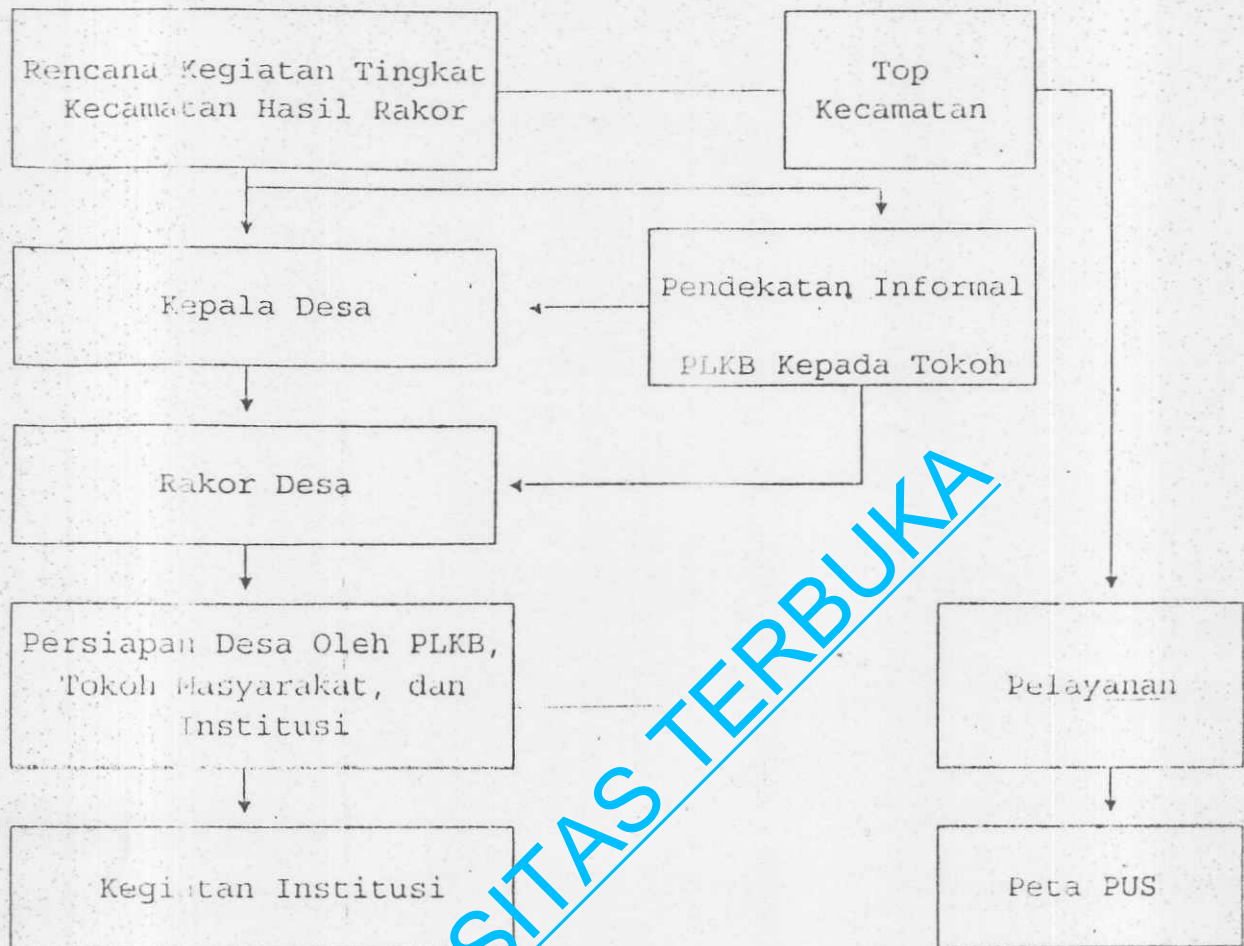 Rencana Kegiatan Tingkat
Kecamatan Hasil Rakor
Top
Kecamatan
Kepala Desa
Pendekatan Informal
PLKB Kepada Tokoh
Rakor Desa
Persiapan Desa Oleh PLKB,
Tokoh Masyarakat, dan
Institusi
Pelayanan
Kegiatan Institusi
Peta PUS
SITAS TERBUKA